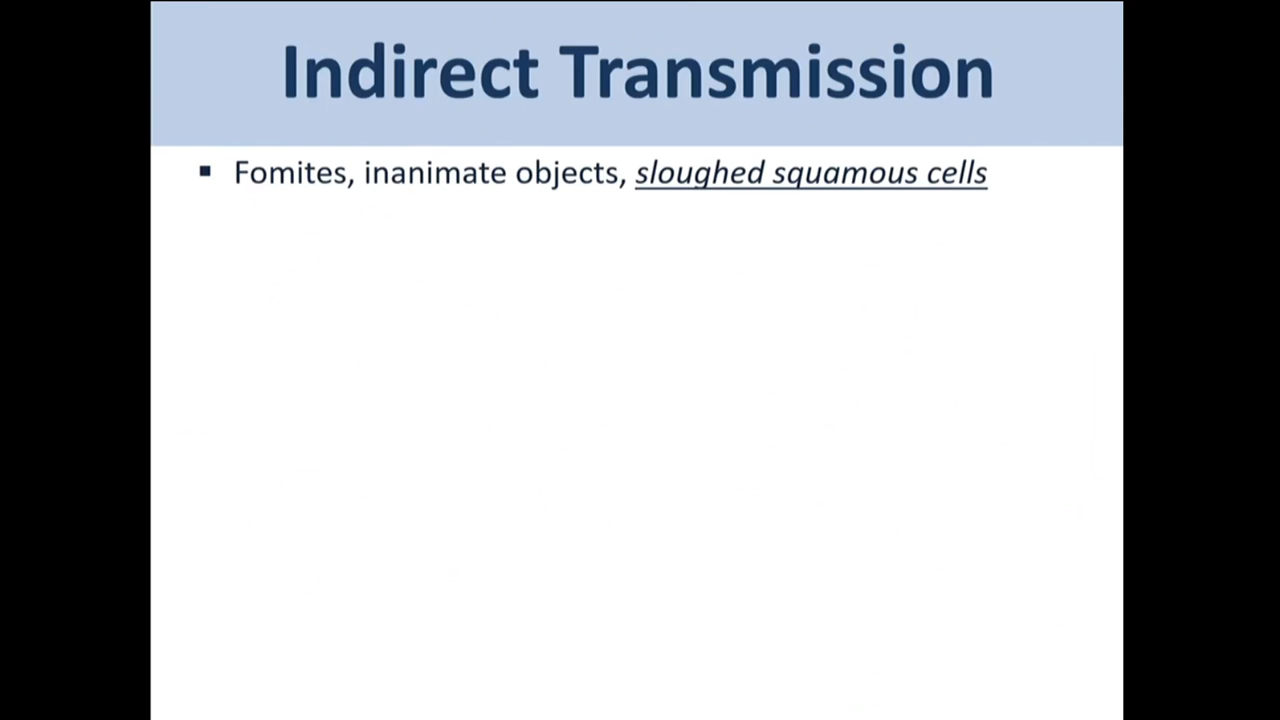 Indirect Transmission
▪ Fomites, inanimate objects, sloughed squamous cells